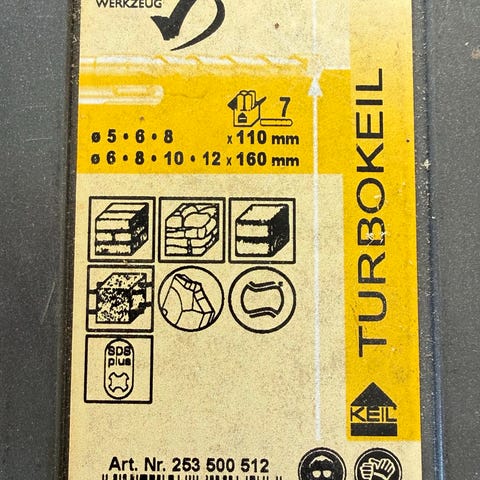 WERKZEUG
7
ø 5 • 6 • 8 x 110 mm
ø 6 • 8 • 10 • 12 x 160 mm
SDS
plus
TURBOKEIL
KEIL
Art. Nr. 253 500 512